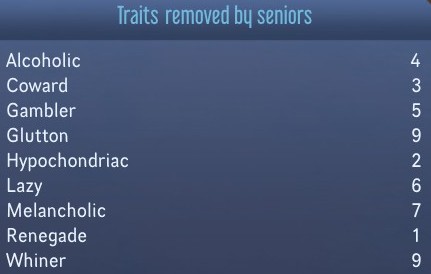 Traits removed by seniors
Alcoholic 4
Coward 3
Gambler 5
Glutton 9
Hypochondriac 2
Lazy 6
Melancholic 7
Renegade 1
Whiner 9